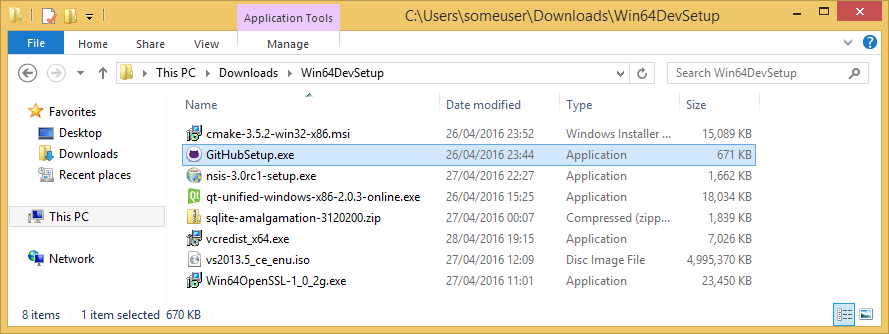 Application Tools C:\Users\someuser\Downloads\Win64DevSetup
File Home Share View Manage
This PC Downloads Win64DevSetup Search Win64DevSetup
Favorites
Desktop
Downloads
Recent places
This PC
Network
Name Date modified Type Size
cmake-3.5.2-win32-x86.msi 26/04/2016 23:52 Windows Installer ... 15,089 KB
GitHubSetup.exe 26/04/2016 23:44 Application 671 KB
nsis-3.0rc1-setup.exe 27/04/2016 22:27 Application 1,662 KB
Qt qt-unified-windows-x86-2.0.3-online.exe 26/04/2016 15:25 Application 18,034 KB
sqlite-amalgamation-3120200.zip 27/04/2016 00:07 Compressed (zipp... 1,839 KB
vcredist_x64.exe 28/04/2016 19:15 Application 7,026 KB
vs2013.5_ce_enu.iso 27/04/2016 12:09 Disc Image File 4,995,370 KB
Win64OpenSSL-1_0_2g.exe 27/04/2016 11:01 Application 23,450 KB
8 items 1 item selected 670 KB